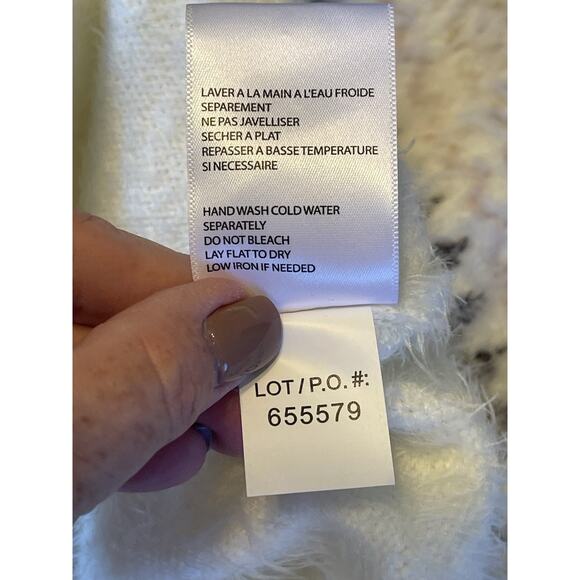 LAVER A LA MAIN A L'EAU FROIDE
SEPAREMENT
NE PAS JAVELLISER
SECHER A PLAT
REPASSER A BASSE TEMPERATURE
SI NECESSAIRE
HAND WASH COLD WATER
SEPARATELY
DO NOT BLEACH
LAY FLAT TO DRY
LOW IRON IF NEEDED
LOT / P.O. #:
655579